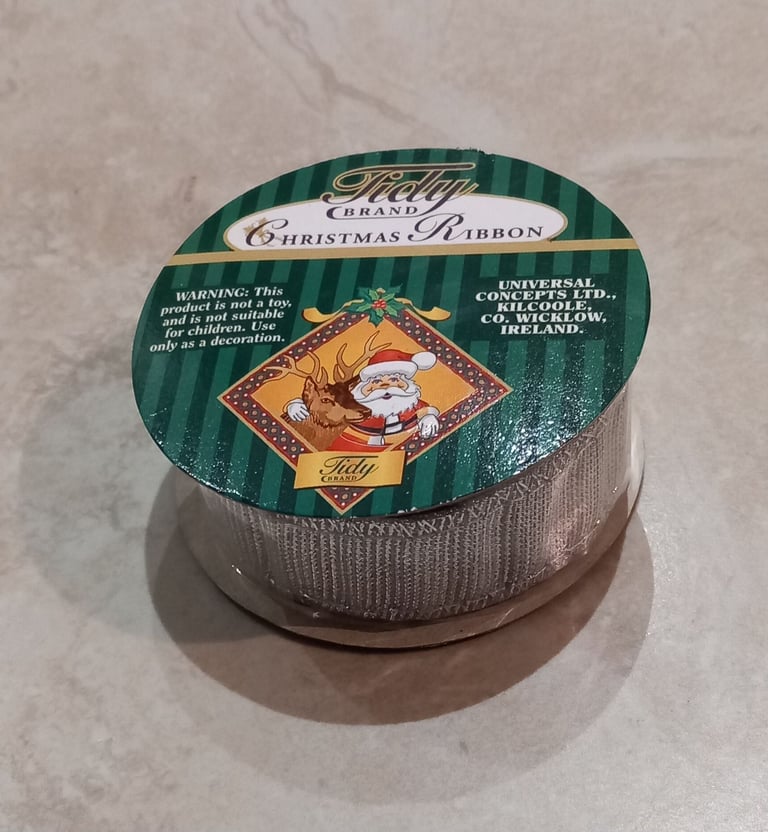 Tidy
BRAND
CHRISTMAS RIBBON
WARNING: This
product is not a toy,
and is not suitable
for children. Use
only as a decoration.
UNIVERSAL
CONCEPTS LTD.,
KILCOOLE,
CO. WICKLOW,
IRELAND.
Tidy
BRAND